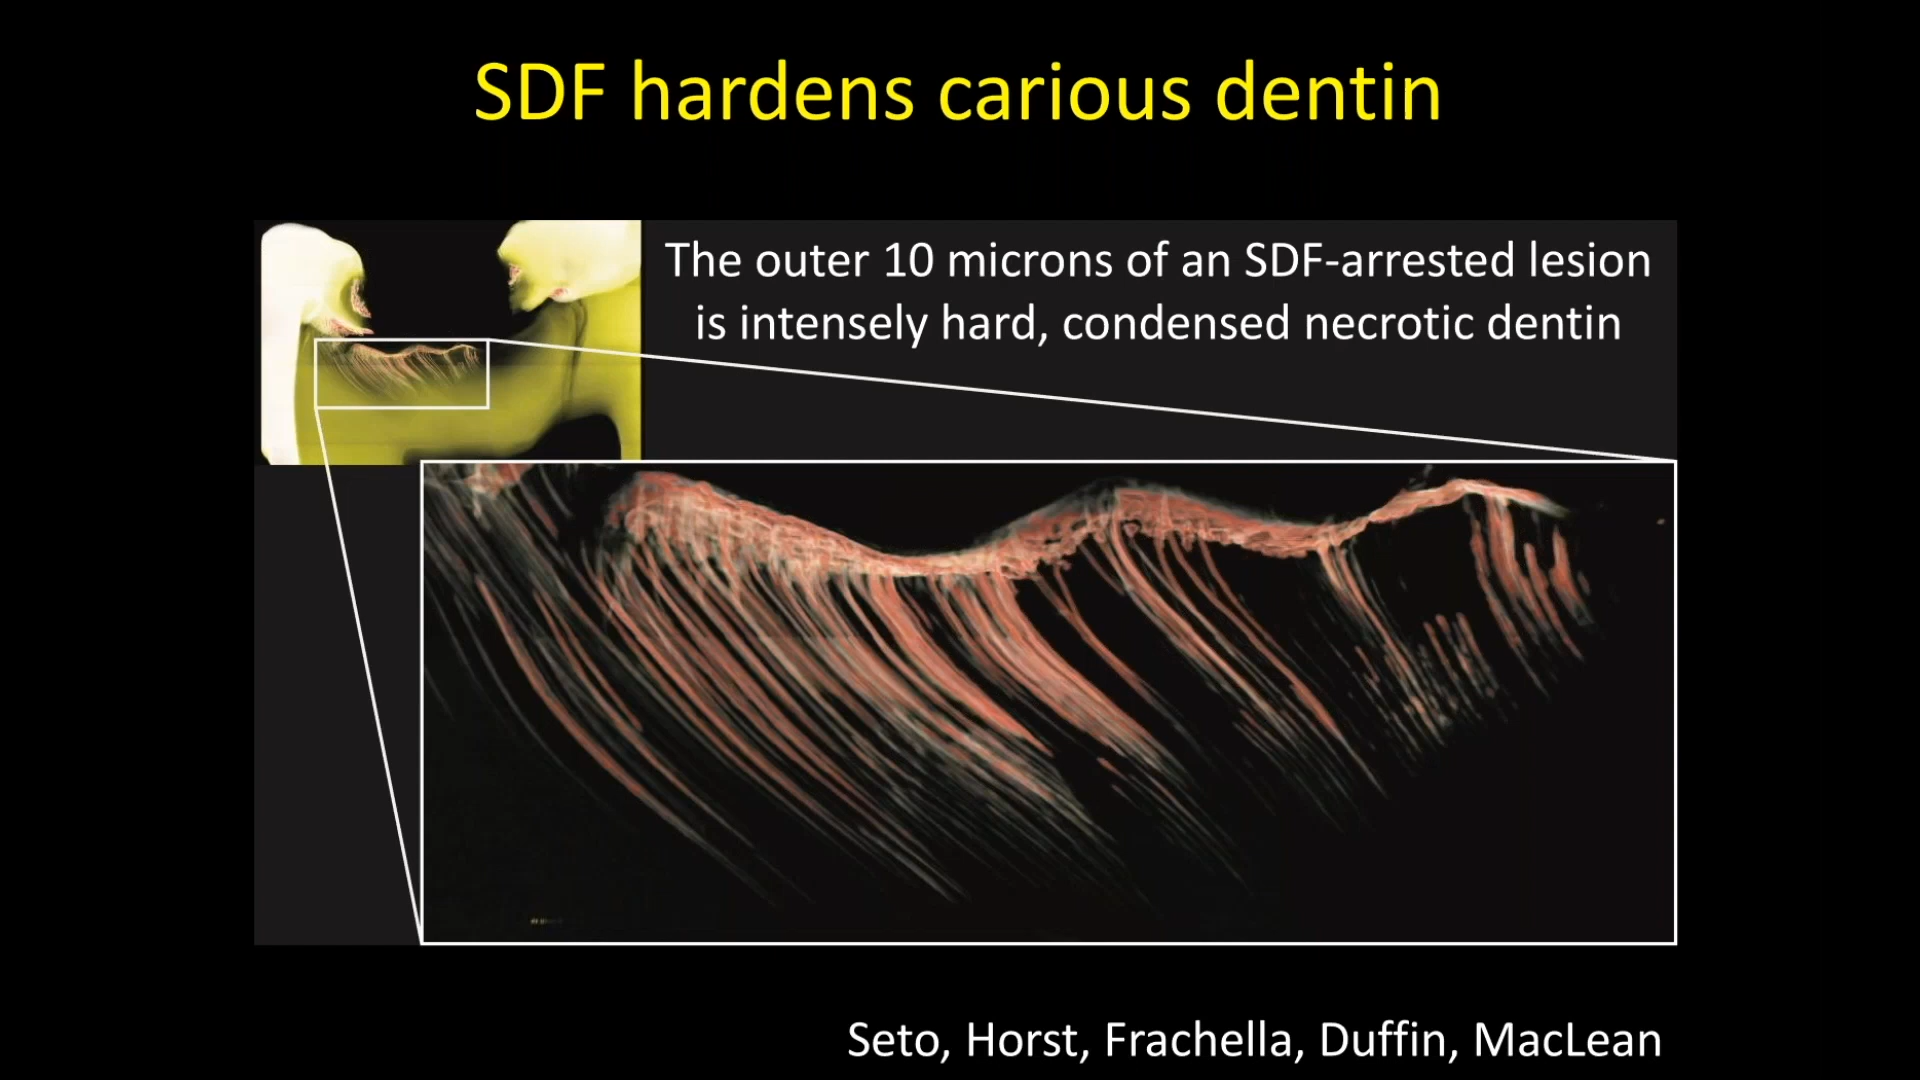 SDF hardens carious dentin
The outer 10 microns of an SDF-arrested lesion
is intensely hard, condensed necrotic dentin
Seto, Horst, Frachella, Duffin, MacLean